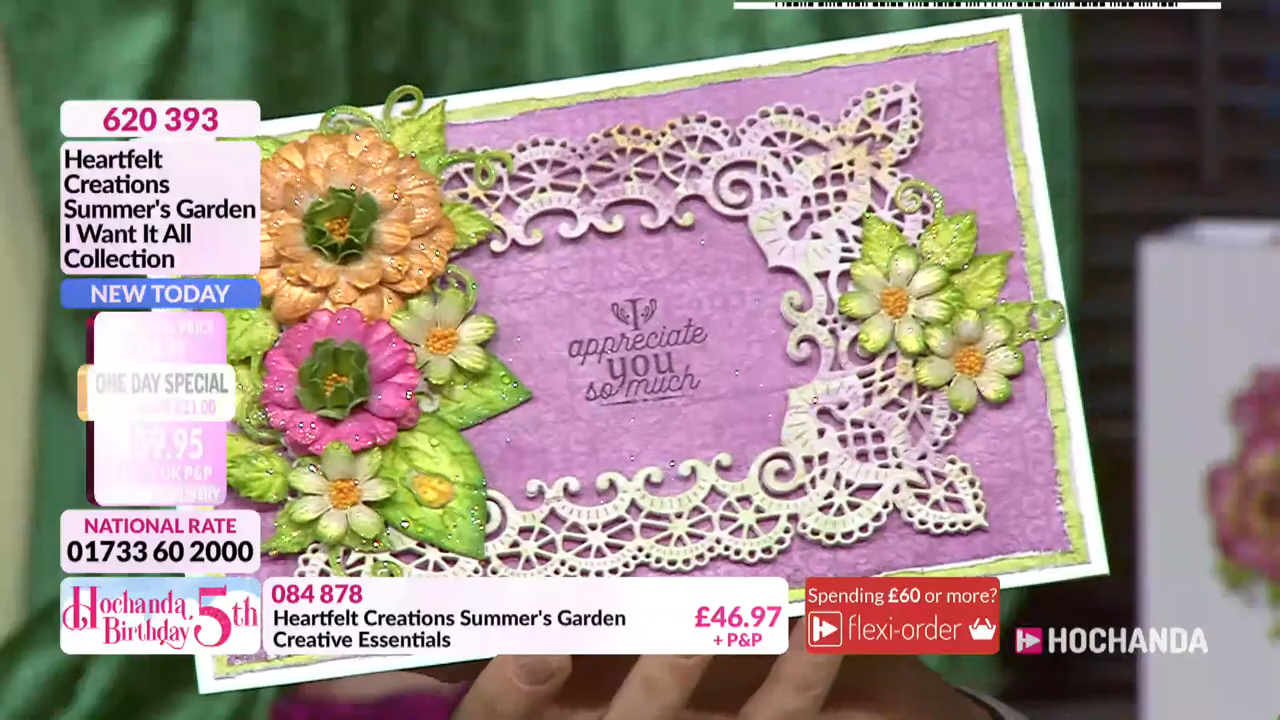 620 393
Heartfelt
Creations
Summer's Garden
I Want It All
Collection
NEW TODAY
ONE DAY SPECIAL
NATIONAL RATE
01733 60 2000
I
appreciate
you
so much
Hochanda
Birthday
5th
084 878
Heartfelt Creations Summer's Garden
Creative Essentials
£46.97
+ P&P
Spending £60 or more?
flexi-order
HOCHANDA